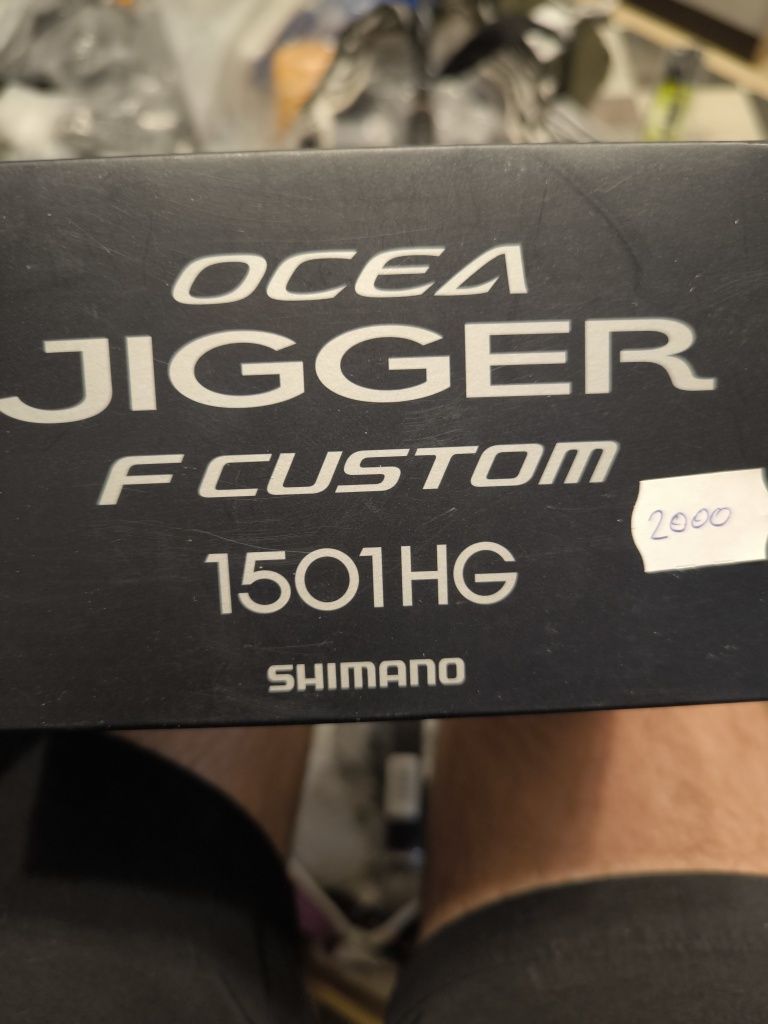 OCEA
JIGGER
F CUSTOM
2000
1501HG
SHIMANO